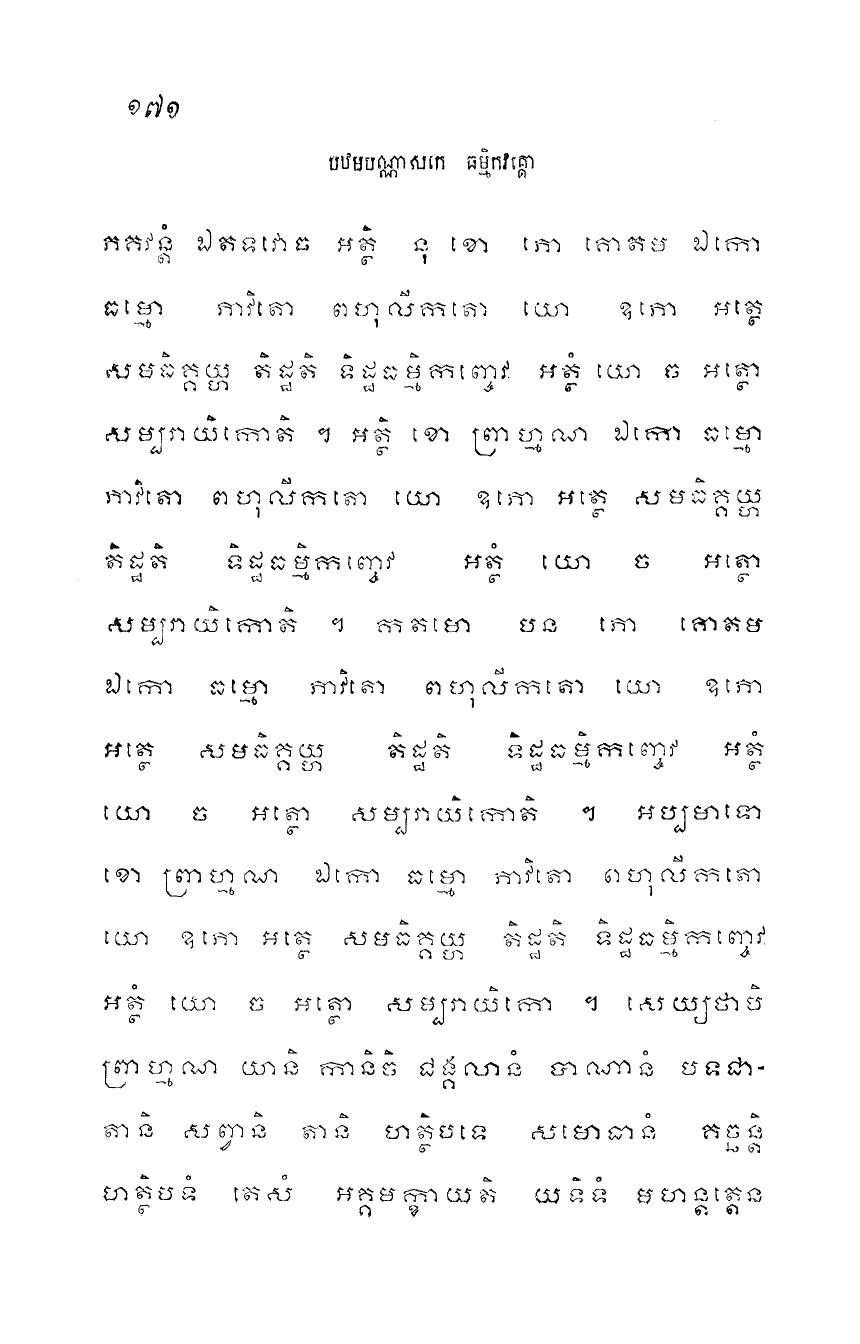 ១៧១
បឋមបណ្ណាសកេ ធម្មិកវគ្គោ
ភគវន្តំ ឯតទវោច អត្ថិ នុ ខោ ភោ គោតម ឯកោ
ធម្មោ ភាវិតោ ពហុលីកតោ យោ ឧភោ អត្ថេ
សមធិគ្គយ្ហ តិដ្ឋតិ ទិដ្ឋធម្មិកញ្ចេវ អត្ថំ យោ ច អត្ថោ
សម្បរាយិកោតិ ។ អត្ថិ ខោ ព្រាហ្មណ ឯកោ ធម្មោ
ភាវិតោ ពហុលីកតោ យោ ឧភោ អត្ថេ សមធិគ្គយ្ហ
តិដ្ឋតិ ទិដ្ឋធម្មិកញ្ចេវ អត្ថំ យោ ច អត្ថោ
សម្បរាយិកោតិ ។ កតមោ បន ភោ គោតម
ឯកោ ធម្មោ ភាវិតោ ពហុលីកតោ យោ ឧភោ
អត្ថេ សមធិគ្គយ្ហ តិដ្ឋតិ ទិដ្ឋធម្មិកញ្ចេវ អត្ថំ
យោ ច អត្ថោ សម្បរាយិកោតិ ។ អប្បមាទោ
ខោ ព្រាហ្មណ ឯកោ ធម្មោ ភាវិតោ ពហុលីកតោ
យោ ឧភោ អត្ថេ សមធិគ្គយ្ហ តិដ្ឋតិ ទិដ្ឋធម្មិកញ្ចេវ
អត្ថំ យោ ច អត្ថោ សម្បរាយិកោ ។ សេយ្យថាបិ
ព្រាហ្មណ យានិ កានិចិ ជង្គលានំ បាណានំ បទជា-
តានិ សព្វានិ តានិ ហត្ថិបទេ សមោធានំ គច្ឆន្តិ
ហត្ថិបទំ តេសំ អគ្គមក្ខាយតិ យទិទំ មហន្តត្តេន